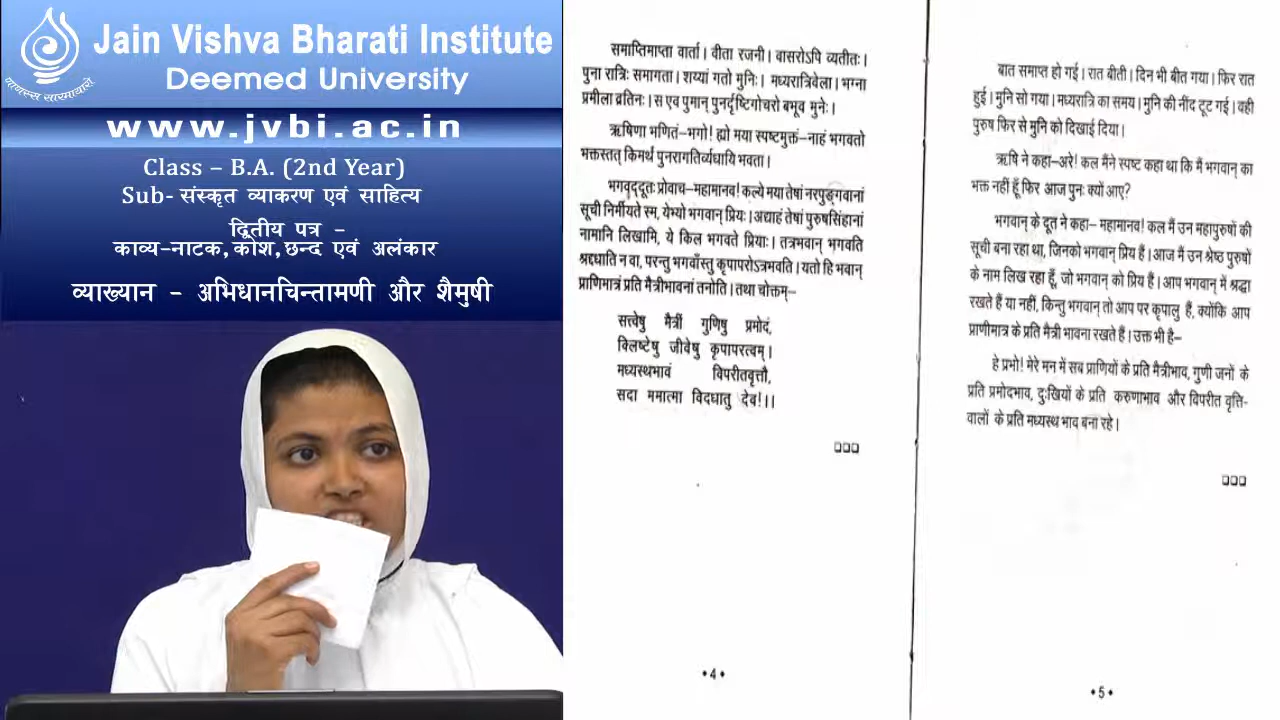 Jain Vishva Bharati Institute
Deemed University
णाणस्स सारमायारो
www.jvbi.ac.in
Class – B.A. (2nd Year)
Sub- संस्कृत व्याकरण एवं साहित्य
द्वितीय पत्र –
काव्य-नाटक,कोश,छन्द एवं अलंकार
व्याख्यान – अभिधानचिन्तामणी और शैमुषी
समाप्तिमाप्ता वार्ता। वीता रजनी। वासरोऽपि व्यतीतः।
पुना रात्रिः समागता। शय्यां गतो मुनिः। मध्यरात्रिवेला। भग्ना
प्रमीला व्रतिनः। स एव पुमान् पुनर्दृष्टिगोचरो बभूव मुनेः।
ऋषिणा भणितं–भगो! ह्यो मया स्पष्टमुक्तं–नाहं भगवतो
भक्तस्तत् किमर्थं पुनरागतिर्व्यधायि भवता।
भगवद्दूतः प्रोवाच–महामानव! कल्ये मया तेषां नरपुङ्गवानां
सूची निर्मीयते स्म, येभ्यो भगवान् प्रियः। अद्याहं तेषां पुरुषसिंहानां
नामानि लिखामि, ये किल भगवते प्रियाः। तत्रभवान् भगवति
श्रद्दधाति न वा, परन्तु भगवाँस्तु कृपापरोऽत्रभवति। यतो हि भवान्
प्राणिमात्रं प्रति मैत्रीभावनां तनोति। तथा चोक्तम्–
सत्त्वेषु मैत्रीं गुणिषु प्रमोदं,
क्लिष्टेषु जीवेषु कृपापरत्वम्।
मध्यस्थभावं विपरीतवृत्तौ,
सदा ममात्मा विदधातु देव!।।
•4•
बात समाप्त हो गई। रात बीती। दिन भी बीत गया। फिर रात
हुई। मुनि सो गया। मध्यरात्रि का समय। मुनि की नींद टूट गई। वही
पुरुष फिर से मुनि को दिखाई दिया।
ऋषि ने कहा–अरे! कल मैंने स्पष्ट कहा था कि मैं भगवान् का
भक्त नहीं हूँ फिर आज पुनः क्यों आए?
भगवान् के दूत ने कहा– महामानव! कल मैं उन महापुरुषों की
सूची बना रहा था, जिनको भगवान् प्रिय हैं। आज मैं उन श्रेष्ठ पुरुषों
के नाम लिख रहा हूँ, जो भगवान् को प्रिय हैं। आप भगवान् में श्रद्धा
रखते हैं या नहीं, किन्तु भगवान् तो आप पर कृपालु हैं, क्योंकि आप
प्राणीमात्र के प्रति मैत्री भावना रखते हैं। उक्त भी है–
हे प्रभो! मेरे मन में सब प्राणियों के प्रति मैत्रीभाव, गुणी जनों के
प्रति प्रमोदभाव, दुःखियों के प्रति करुणाभाव और विपरीत वृत्ति-
वालों के प्रति मध्यस्थ भाव बना रहे।
•5•